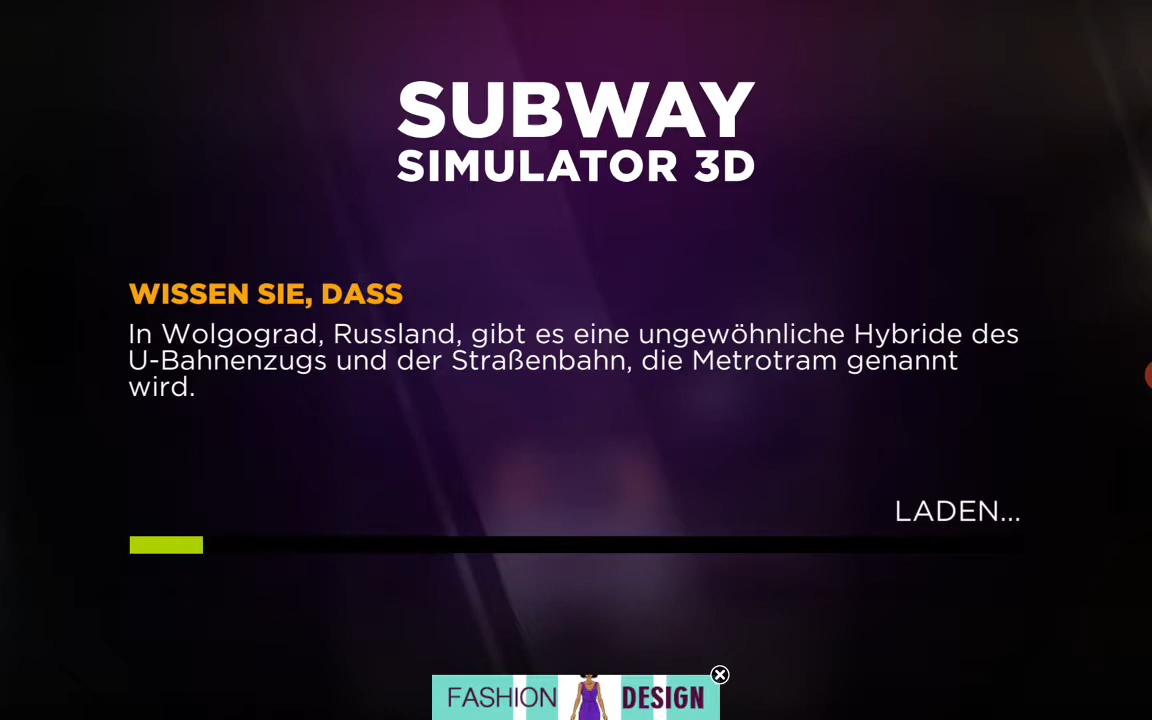 SUBWAY
SIMULATOR 3D
WISSEN SIE, DASS
In Wolgograd, Russland, gibt es eine ungewöhnliche Hybride des
U-Bahnenzugs und der Straßenbahn, die Metrotram genannt
wird.
LADEN...
FASHION DESIGN